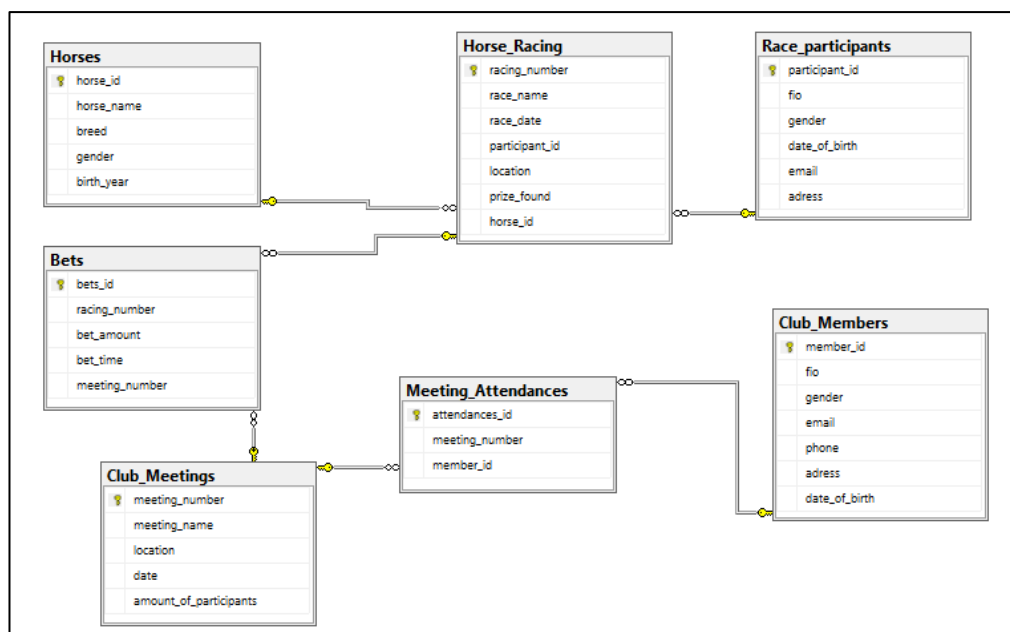 Horses
horse_id
horse_name
breed
gender
birth_year
Horse_Racing
racing_number
race_name
race_date
participant_id
location
prize_found
horse_id
Race_participants
participant_id
fio
gender
date_of_birth
email
adress
Bets
bets_id
racing_number
bet_amount
bet_time
meeting_number
Meeting_Attendances
attendances_id
meeting_number
member_id
Club_Members
member_id
fio
gender
email
phone
adress
date_of_birth
Club_Meetings
meeting_number
meeting_name
location
date
amount_of_participants